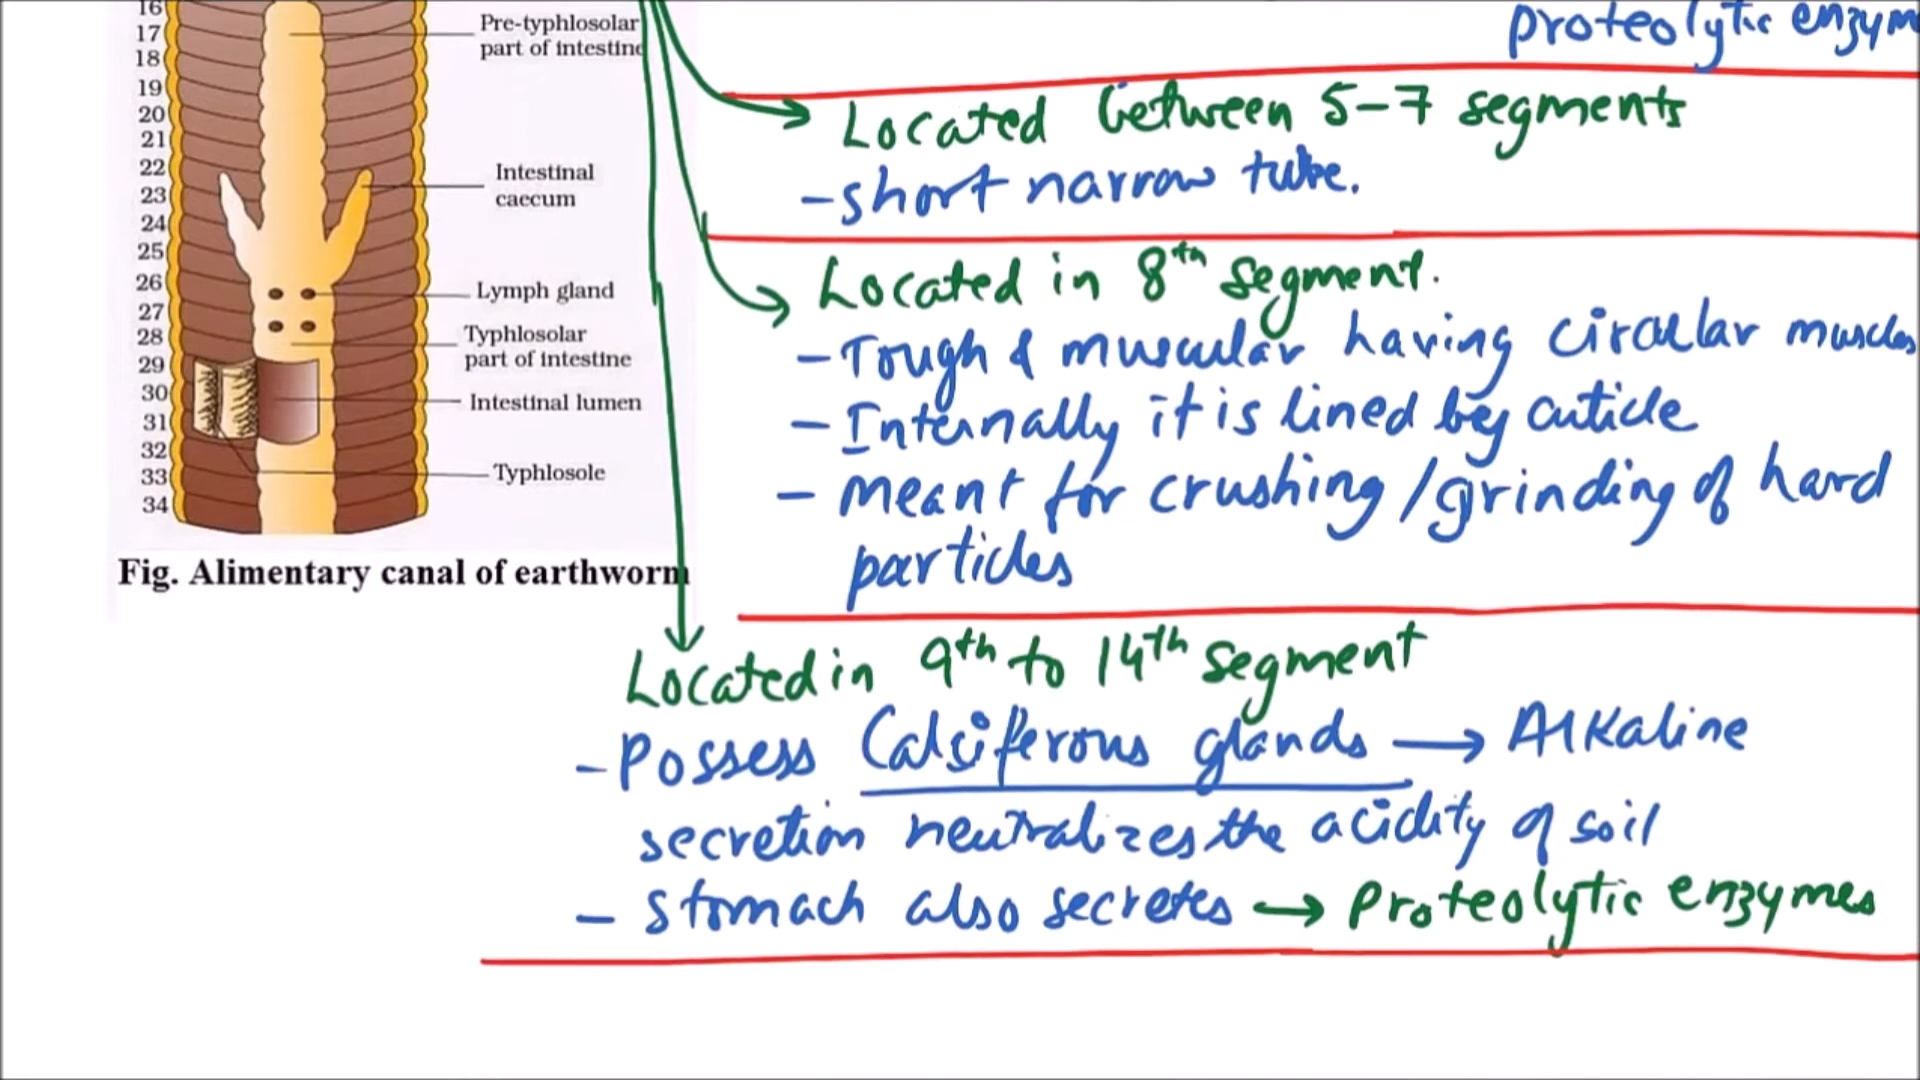 16
17
18
19
20
21
22
23
24
25
26
27
28
29
30
31
32
33
34
Pre-typhlosolar
part of intestine
Intestinal
caecum
Lymph gland
Typhlosolar
part of intestine
Intestinal lumen
Typhlosole
Fig. Alimentary canal of earthworm
proteolytic enzym
Located between 5-7 segments
- short narrow tube.
Located in 8th segment.
- Tough & muscular having circular muscles
- Internally it is lined by cuticle
- meant for crushing/grinding of hard
particles
Located in 9th to 14th segment
- Possess Calsiferous glands → Alkaline
secretion neutralizes the acidity of soil
- stomach also secretes → Proteolytic enzymes